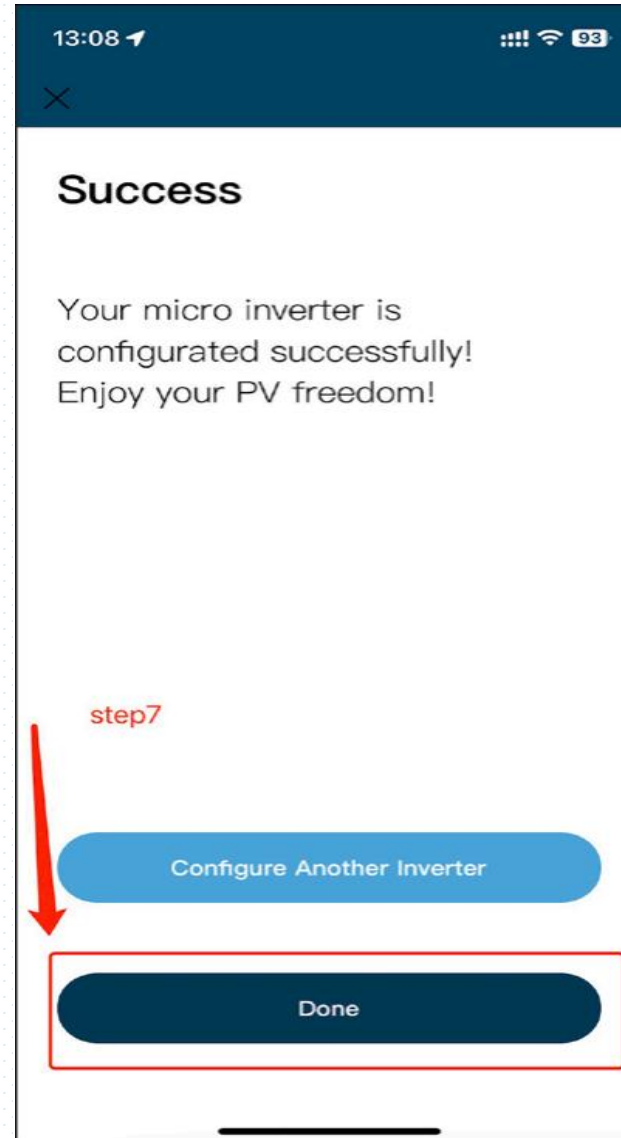 13:08
93
Success
Your micro inverter is
configurated successfully!
Enjoy your PV freedom!
step7
Configure Another Inverter
Done